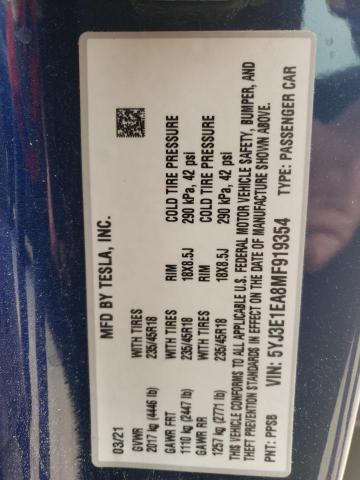 MFD BY TESLA, INC.
03/21
GVWR
2017 kg (4446 lb)
GAWR FRT WITH TIRES RIM COLD TIRE PRESSURE
1110 kg (2447 lb) 235/45R18 18X8.5J 290 kPa, 42 psi
GAWR RR WITH TIRES RIM COLD TIRE PRESSURE
1257 kg (2771 lb) 235/45R18 18X8.5J 290 kPa, 42 psi
THIS VEHICLE CONFORMS TO ALL APPLICABLE U.S. FEDERAL MOTOR VEHICLE SAFETY, BUMPER, AND
THEFT PREVENTION STANDARDS IN EFFECT ON THE DATE OF MANUFACTURE SHOWN ABOVE.
VIN: 5YJ3E1EA8MF919354
PNT: PPSB TYPE: PASSENGER CAR